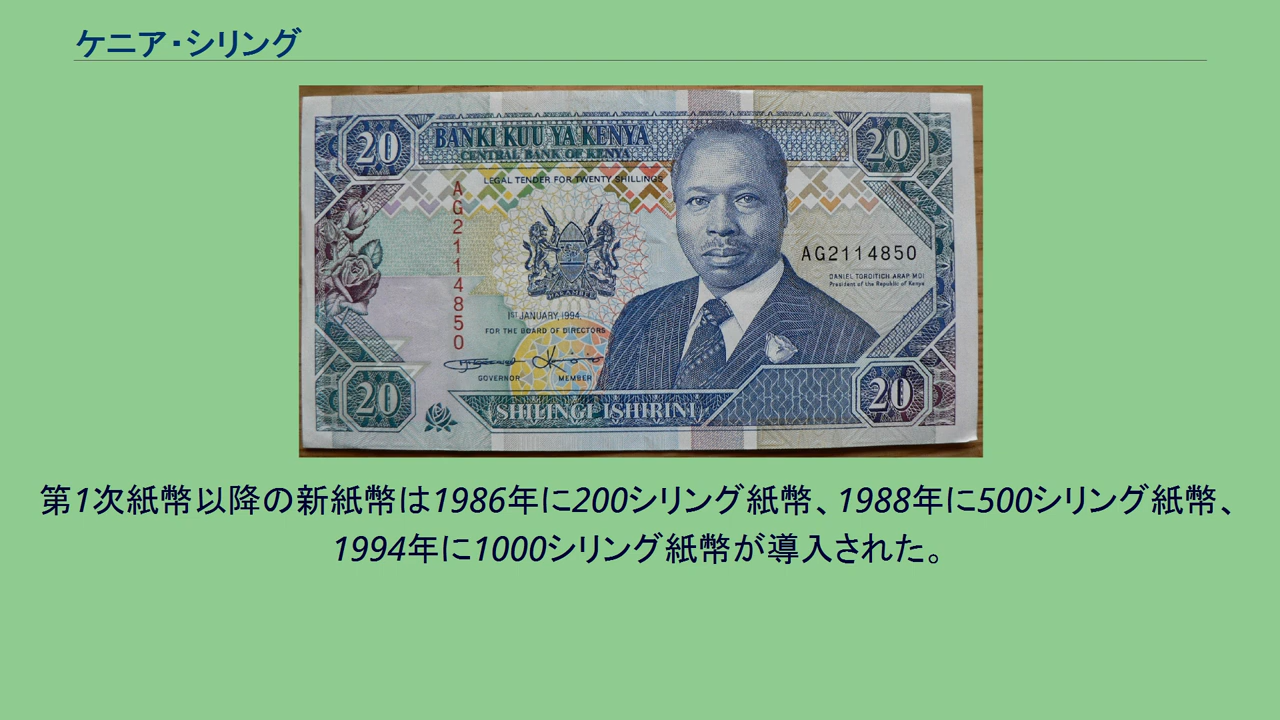 ケニア・シリング
20
BANKI KUU YA KENYA
20
CENTRAL BANK OF KENYA
LEGAL TENDER FOR TWENTY SHILLINGS
AG2114850
AG2114850
DANIEL TOROITICH ARAP MOI
President of the Republic of Kenya
HARAMBEE
1ST JANUARY, 1994.
FOR THE BOARD OF DIRECTORS
GOVERNOR MEMBER
20
SHILINGI ISHIRINI
20
第1次紙幣以降の新紙幣は1986年に200シリング紙幣、1988年に500シリング紙幣、
1994年に1000シリング紙幣が導入された。